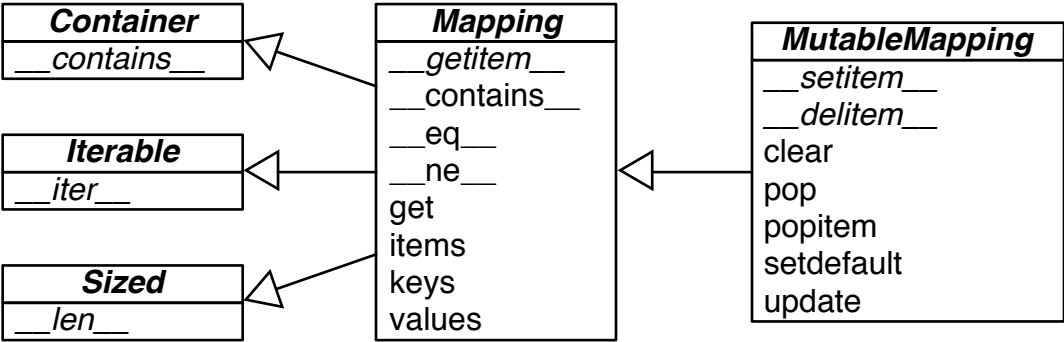 Container
__contains__
Iterable
__iter__
Sized
__len__
Mapping
__getitem__
__contains__
__eq__
__ne__
get
items
keys
values
MutableMapping
__setitem__
__delitem__
clear
pop
popitem
setdefault
update